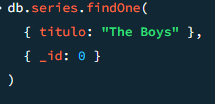 db.series.findOne(
{ titulo: "The Boys" },
{ _id: 0 }
)